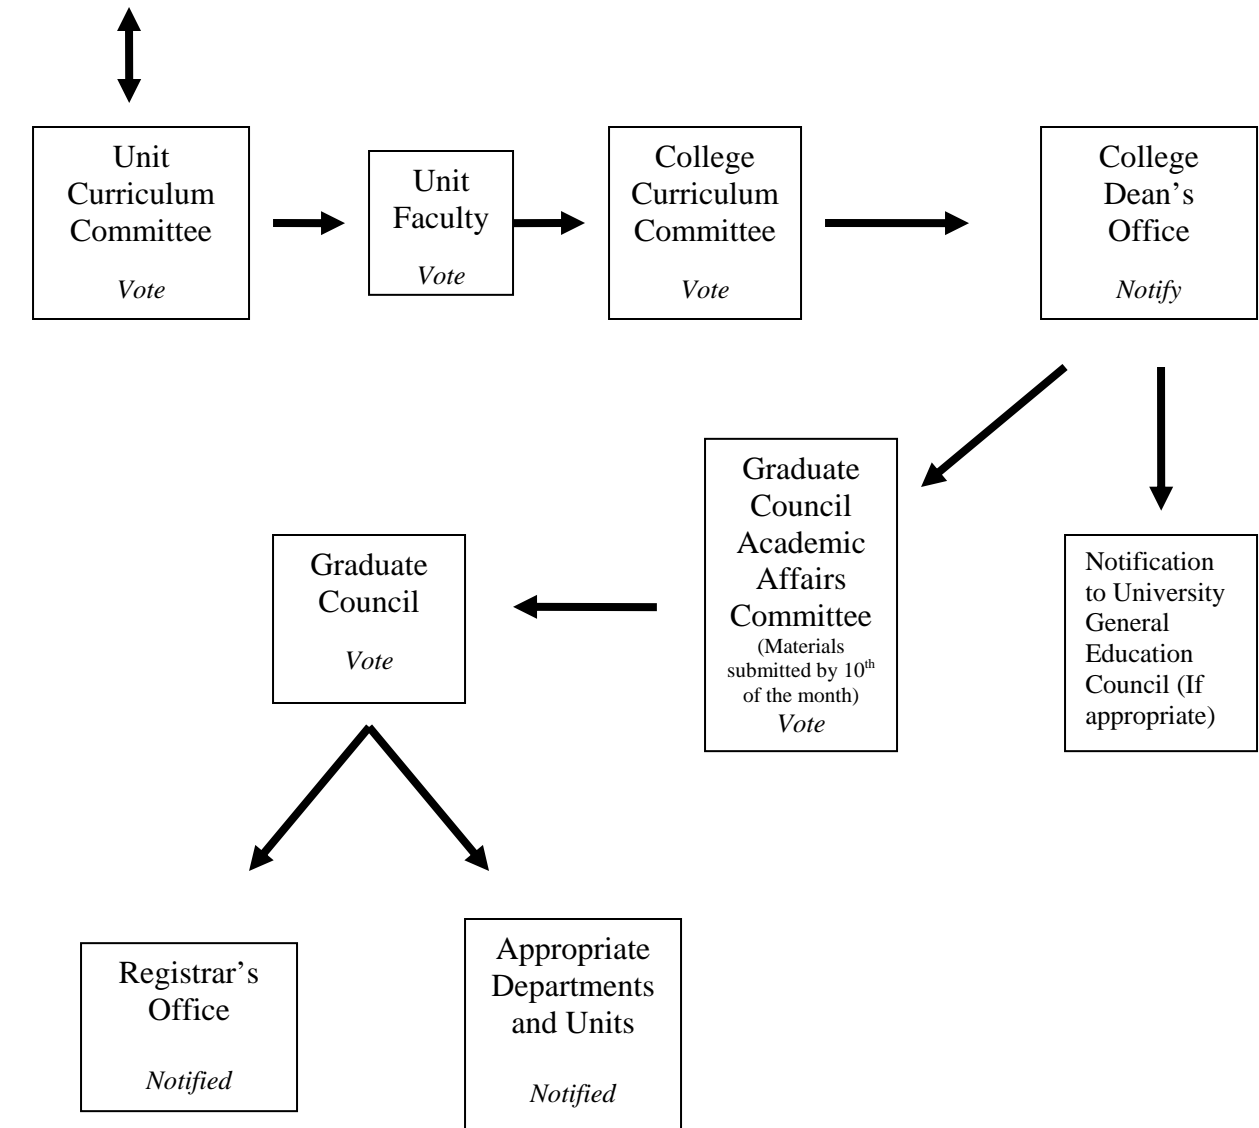 Unit
Curriculum
Committee
Vote
Unit
Faculty
Vote
College
Curriculum
Committee
Vote
College
Dean’s
Office
Notify
Graduate
Council
Academic
Affairs
Committee
(Materials
submitted by 10th
of the month)
Vote
Notification
to University
General
Education
Council (If
appropriate)
Graduate
Council
Vote
Registrar’s
Office
Notified
Appropriate
Departments
and Units
Notified